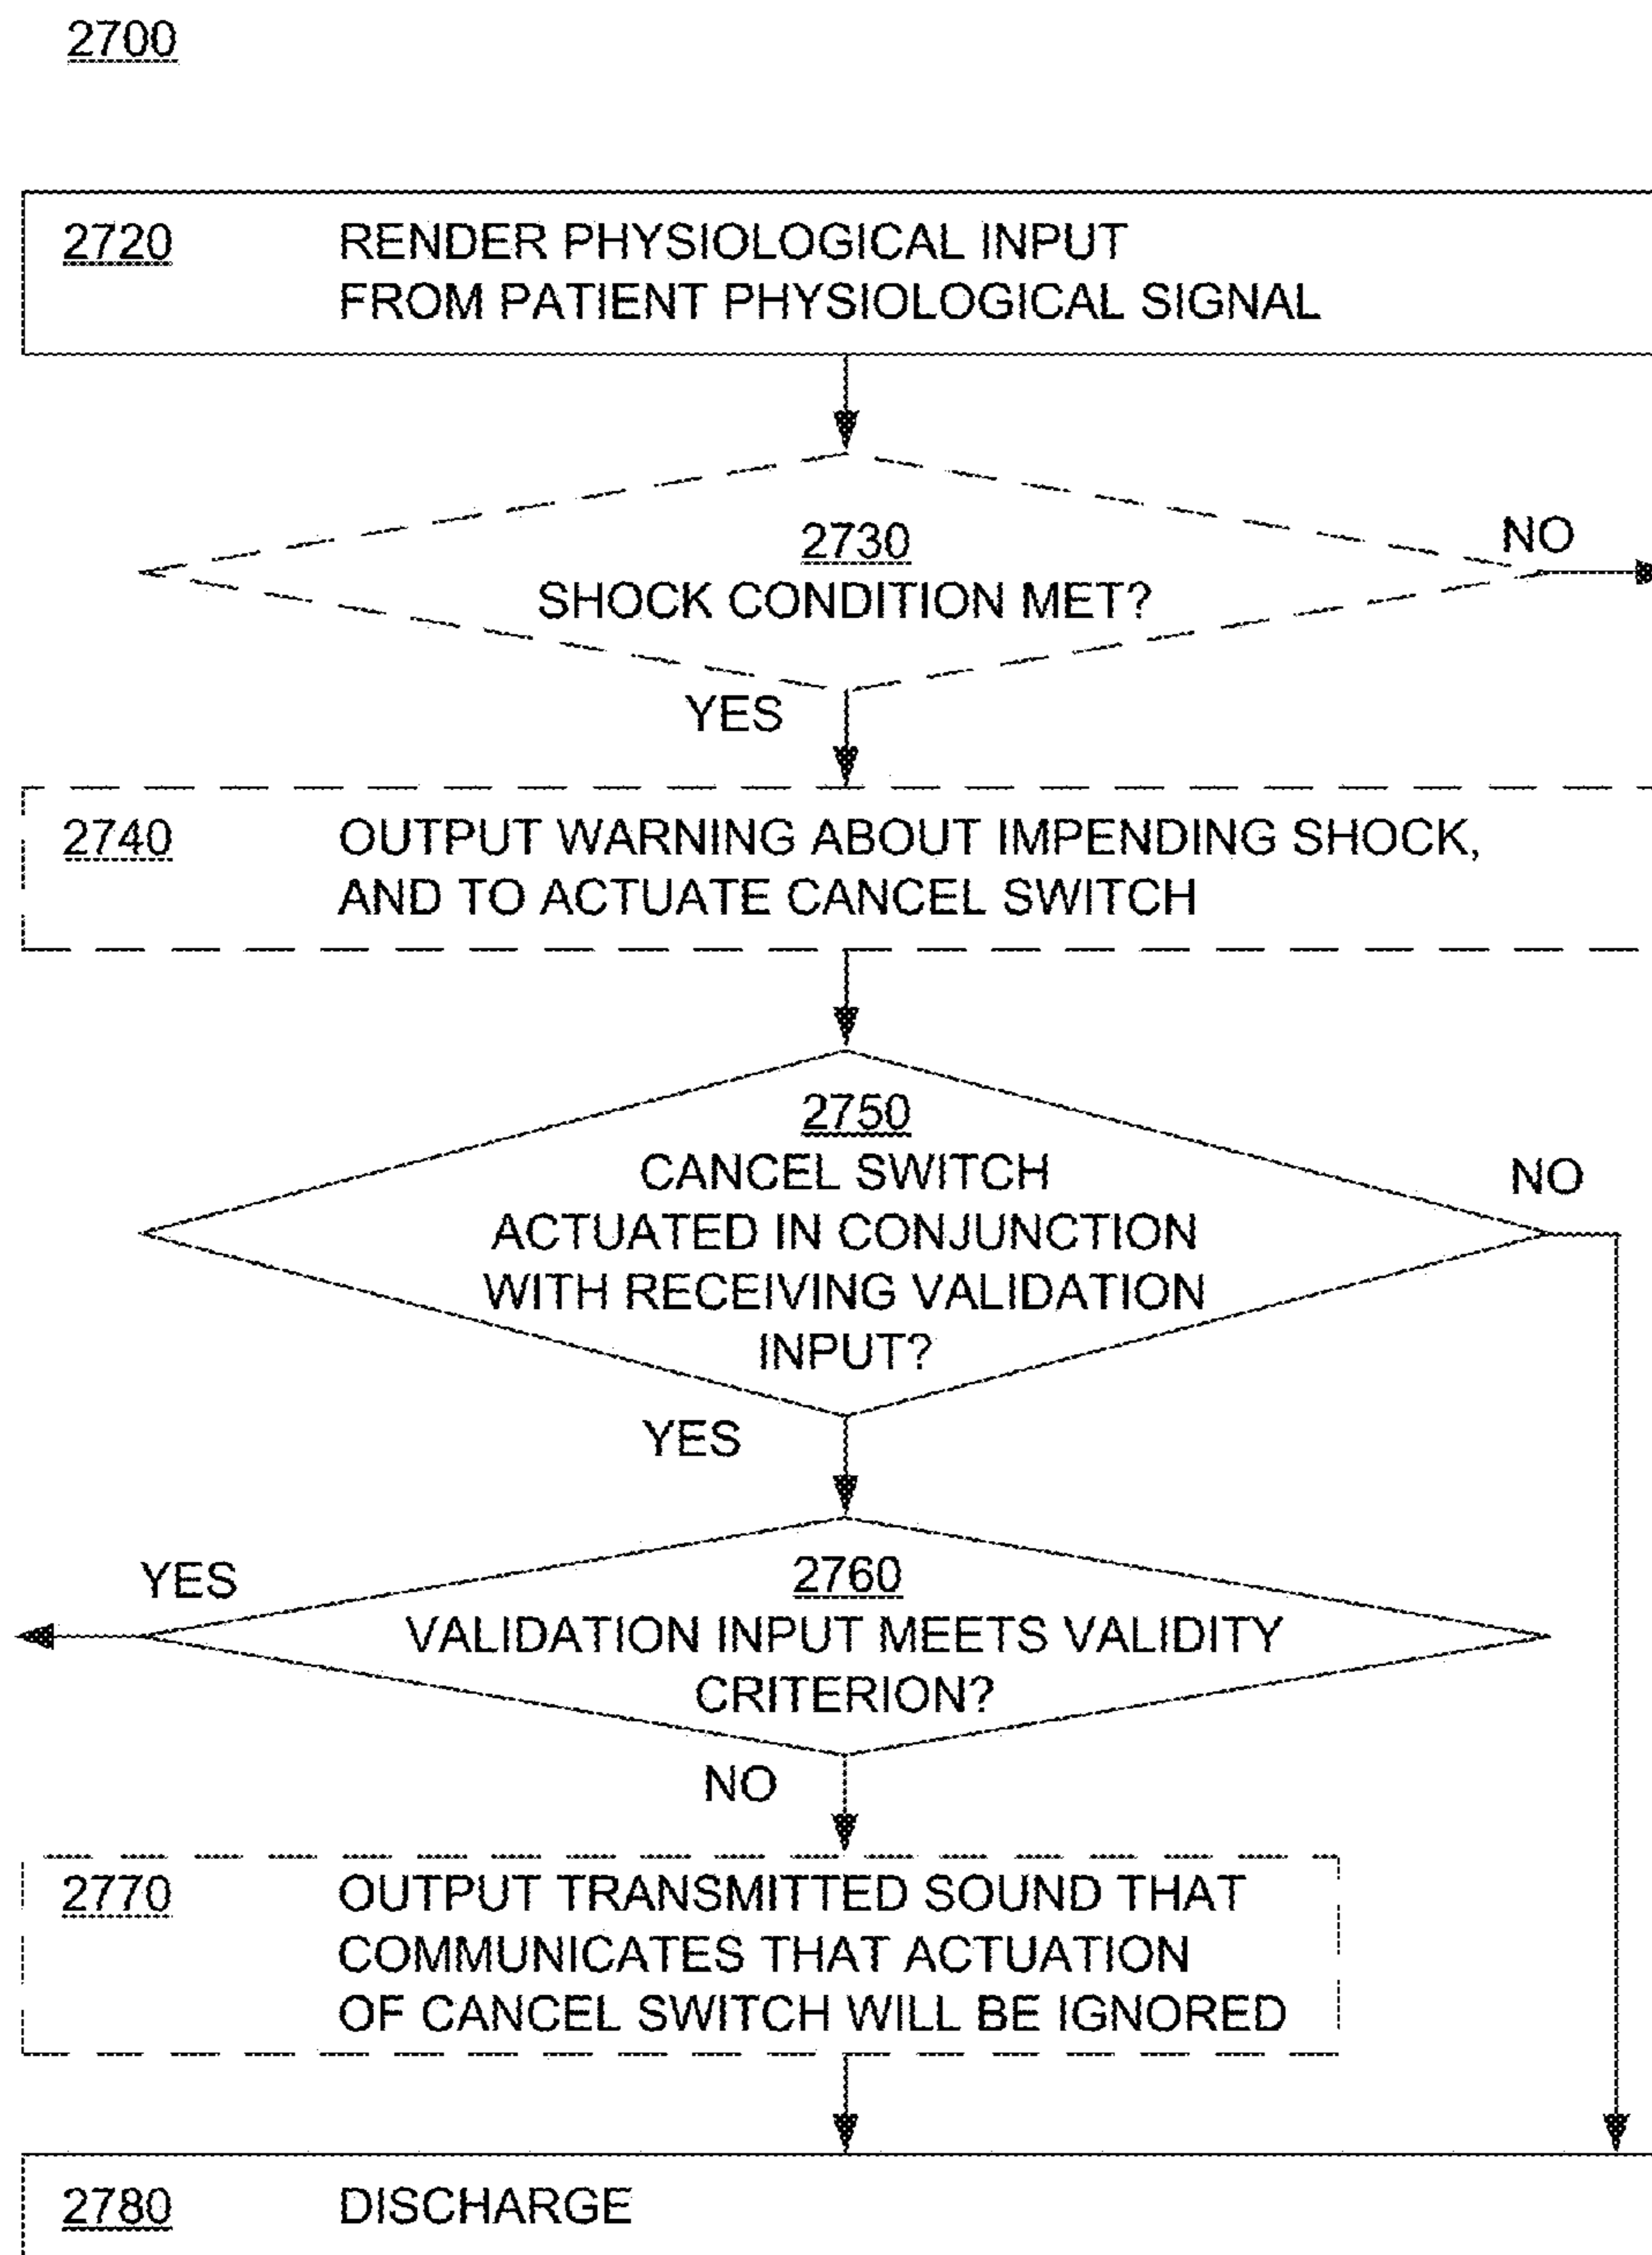 2700
2720 RENDER PHYSIOLOGICAL INPUT
FROM PATIENT PHYSIOLOGICAL SIGNAL
2730
NO
SHOCK CONDITION MET?
YES
2740 OUTPUT WARNING ABOUT IMPENDING SHOCK,
AND TO ACTUATE CANCEL SWITCH
2750
CANCEL SWITCH
NO
ACTUATED IN CONJUNCTION
WITH RECEIVING VALIDATION
INPUT?
YES
2760
YES
VALIDATION INPUT MEETS VALIDITY
CRITERION?
NO
2770 OUTPUT TRANSMITTED SOUND THAT
COMMUNICATES THAT ACTUATION
OF CANCEL SWITCH WILL BE IGNORED
2780 DISCHARGE